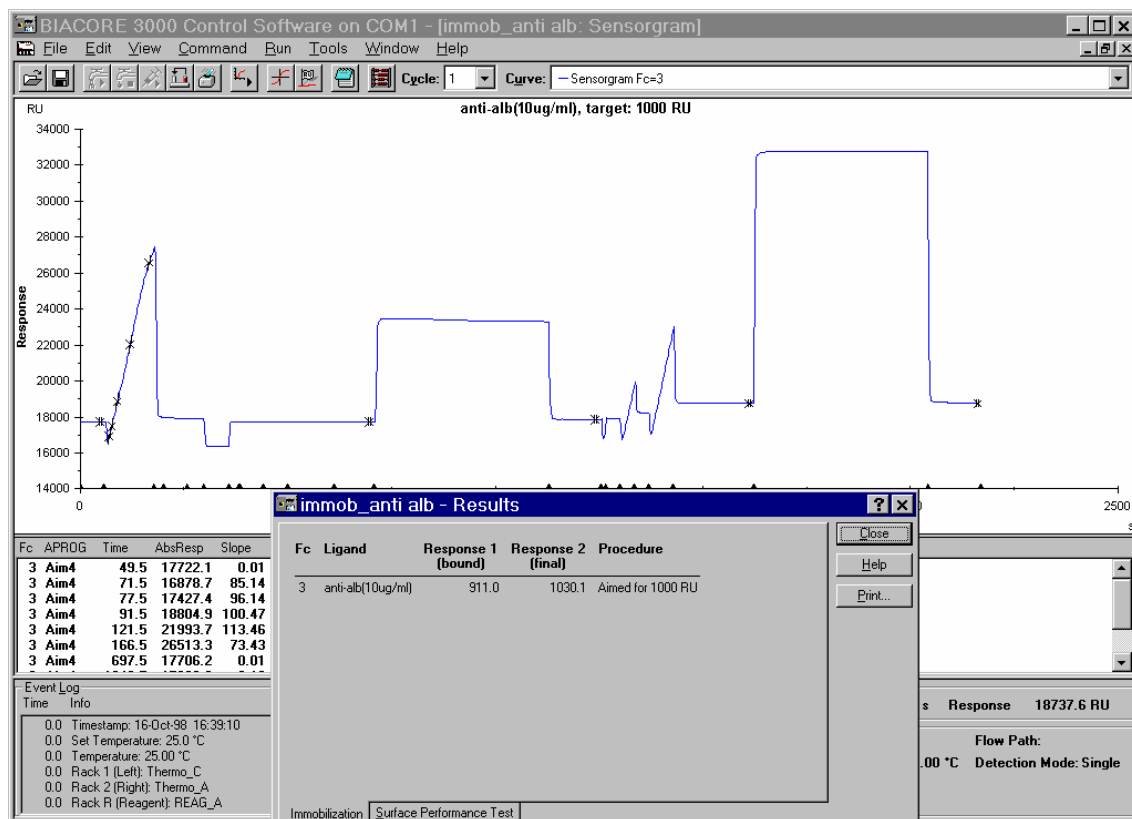 BIACORE 3000 Control Software on COM1 - [immob_anti alb: Sensorgram]
File Edit View Command Run Tools Window Help
Cycle: 1 Curve: Sensorgram Fc=3
anti-alb(10ug/ml), target: 1000 RU
RU
34000
32000
30000
28000
26000
24000
22000
20000
18000
16000
14000
Response
0
2500
s
Fc APROG Time AbsResp Slope
3 Aim4 49.5 17722.1 0.01
3 Aim4 71.5 16878.7 85.14
3 Aim4 77.5 17427.4 96.14
3 Aim4 91.5 18804.9 100.47
3 Aim4 121.5 21993.7 113.46
3 Aim4 166.5 26513.3 73.43
3 Aim4 697.5 17706.2 0.01
Event Log
Time Info
0.0 Timestamp: 16-Oct-98 16:39:10
0.0 Set Temperature: 25.0 °C
0.0 Temperature: 25.00 °C
0.0 Rack 1 (Left): Thermo_C
0.0 Rack 2 (Right): Thermo_A
0.0 Rack R (Reagent): REAG_A
immob_anti alb - Results
Fc Ligand Response 1 (bound) Response 2 (final) Procedure
3 anti-alb(10ug/ml) 911.0 1030.1 Aimed for 1000 RU
Close
Help
Print...
Immobilization Surface Performance Test
s Response 18737.6 RU
Flow Path:
.00 °C Detection Mode: Single